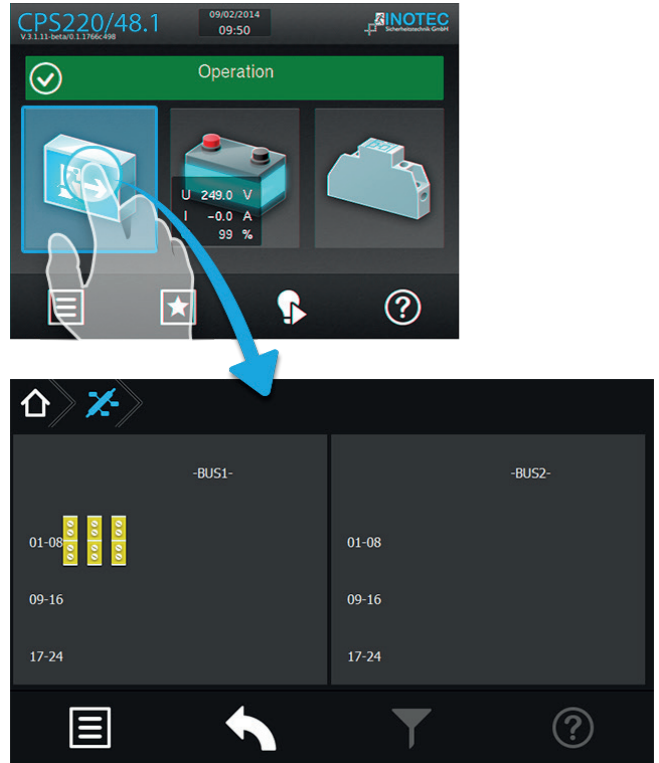 CPS220/48.1
V.3.1.11-beta/0.1.1766c498
09/02/2014
09:50
INOTEC
Sicherheitstechnik GmbH
Operation
U 249.0 V
I -0.0 A
99 %
-BUS1-
01-08
09-16
17-24
-BUS2-
01-08
09-16
17-24